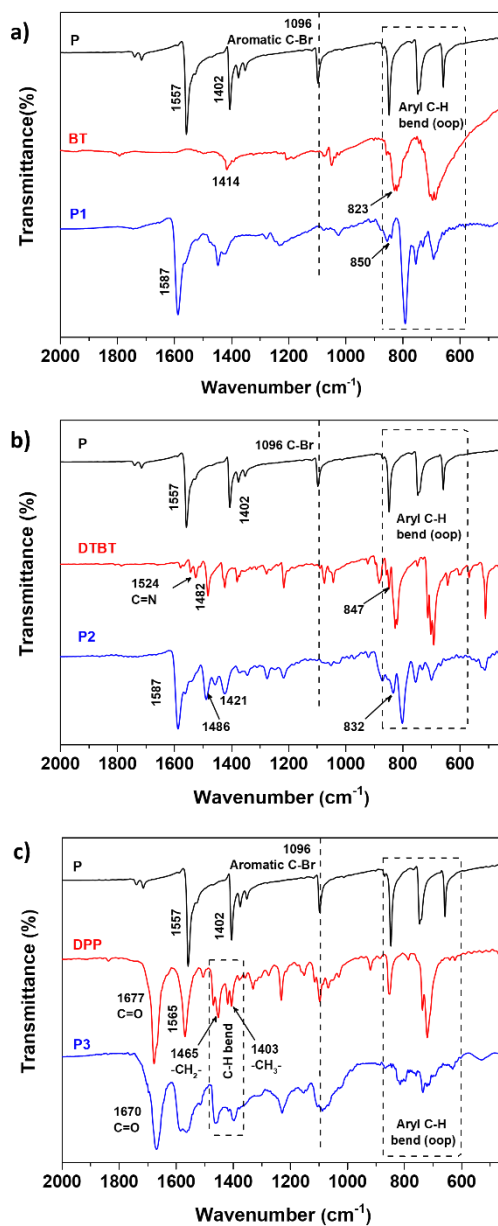 a)
1096
Aromatic C-Br
P
1557
1402
Aryl C-H
bend (oop)
BT
1414
823
P1
1587
850
Transmittance(%)
2000 1800 1600 1400 1200 1000 800 600
Wavenumber (cm⁻¹)
b)
1096 C-Br
P
1557
1402
Aryl C-H
bend (oop)
DTBT
1524
C=N
1482
847
P2
1587
1486
1421
832
Transmittance (%)
2000 1800 1600 1400 1200 1000 800 600
Wavenumber (cm⁻¹)
c)
1096
Aromatic C-Br
P
1557
1402
DPP
1677
C=O
1565
1465
-CH₂-
C-H bend
1403
-CH₃-
P3
1670
C=O
Aryl C-H
bend (oop)
Transmittance (%)
2000 1800 1600 1400 1200 1000 800 600
Wavenumber (cm⁻¹)